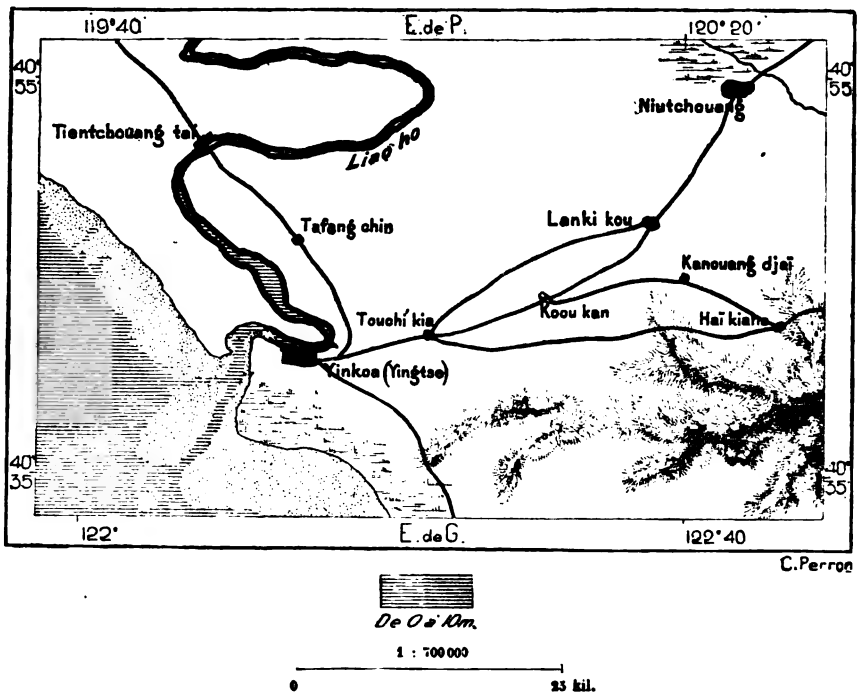 119°40 E. de P. 120°20'
40° 55' 40° 55'
Niutchouang
Tientchouang taï
Liao ho
Tafang chin
Lanki kou
Kanouang djaï
Koou kan
Touchi kia
Haï kiang
Yinkoa (Yingtse)
40° 35' 40° 35'
122° E. de G. 122°40
C. Perron
De 0 à 10m.
1 : 700 000
0 25 kil.